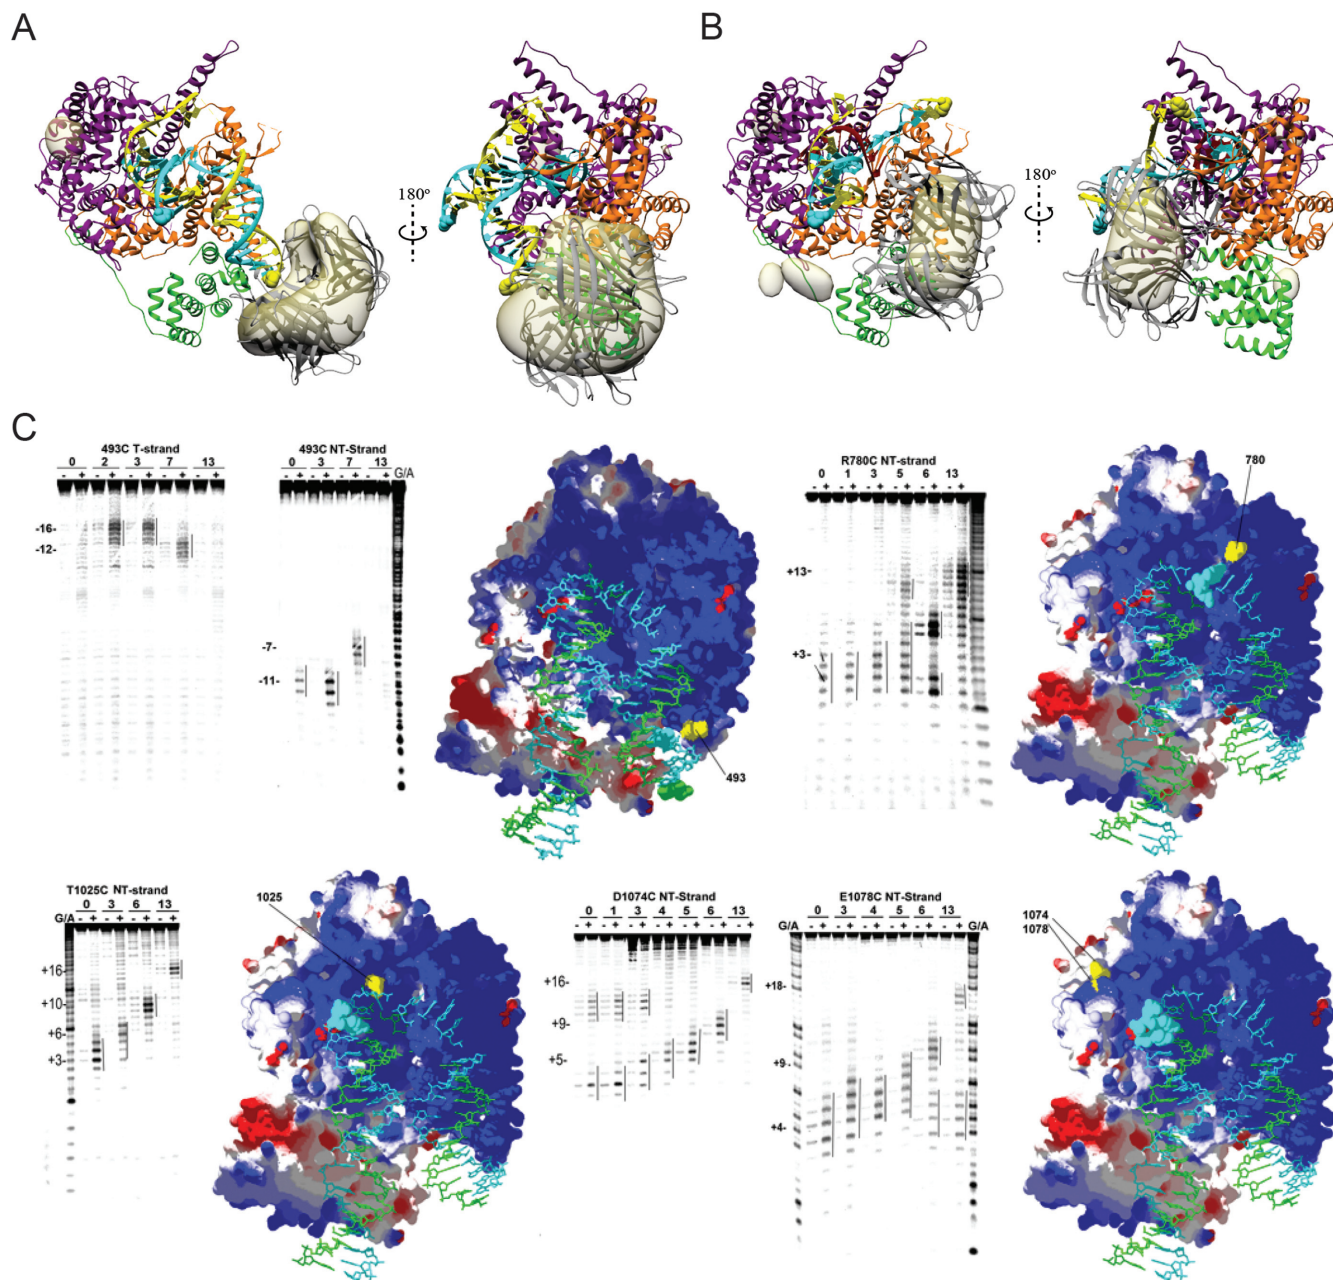 A
B
180°
180°
C
493C T-strand
0 2 3 7 13
- + - + - + - + - +
-16-
-12-
493C NT-Strand
0 3 7 13 G/A
- + - + - + - +
-7-
-11-
493
R780C NT-strand
0 1 3 5 6 13
- + - + - + - + - + - +
+13-
+3-
780
T1025C NT-strand
0 3 6 13
G/A - + - + - + - +
+16-
+10-
+6-
+3-
1025
D1074C NT-Strand
0 1 3 4 5 6 13
- + - + - + - + - + - + - +
+16-
+9-
+5-
E1078C NT-Strand
0 3 4 5 6 13
G/A - + - + - + - + - + - + G/A
+18-
+9-
+4-
1074
1078